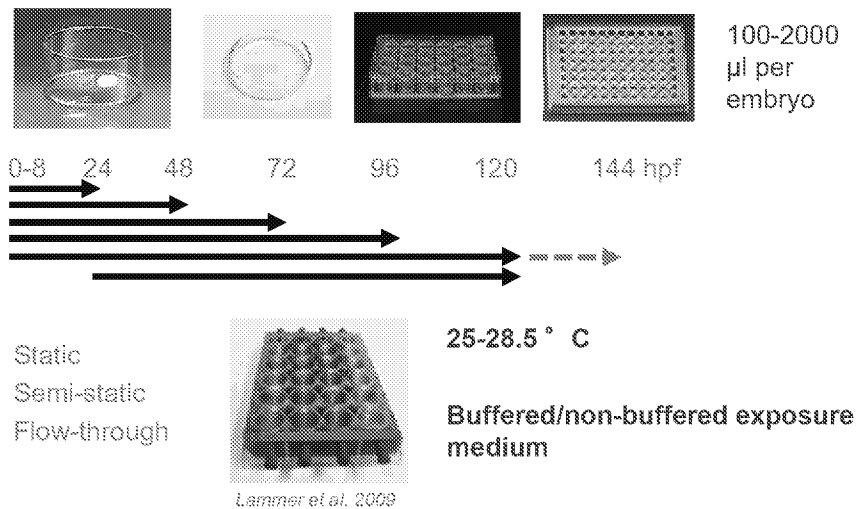 100-2000
µl per
embryo
0-8 24 48 72 96 120 144 hpf
Static
Semi-static
Flow-through
25-28.5 ° C
Buffered/non-buffered exposure
medium
Lammer et al. 2009